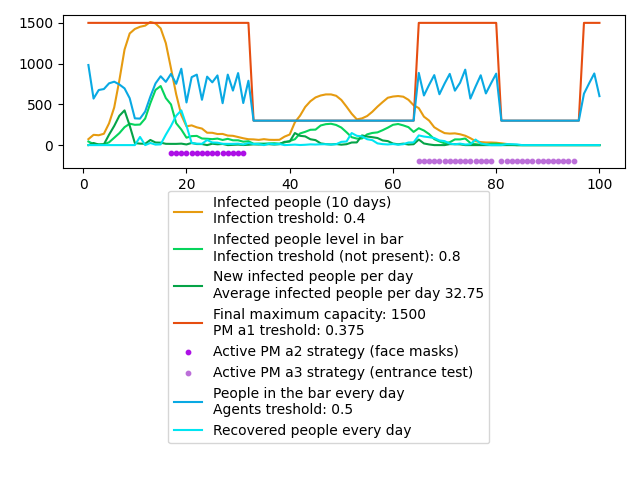 1500
1000
500
0
0 20 40 60 80 100
Infected people (10 days)
Infection treshold: 0.4
Infected people level in bar
Infection treshold (not present): 0.8
New infected people per day
Average infected people per day 32.75
Final maximum capacity: 1500
PM a1 treshold: 0.375
Active PM a2 strategy (face masks)
Active PM a3 strategy (entrance test)
People in the bar every day
Agents treshold: 0.5
Recovered people every day